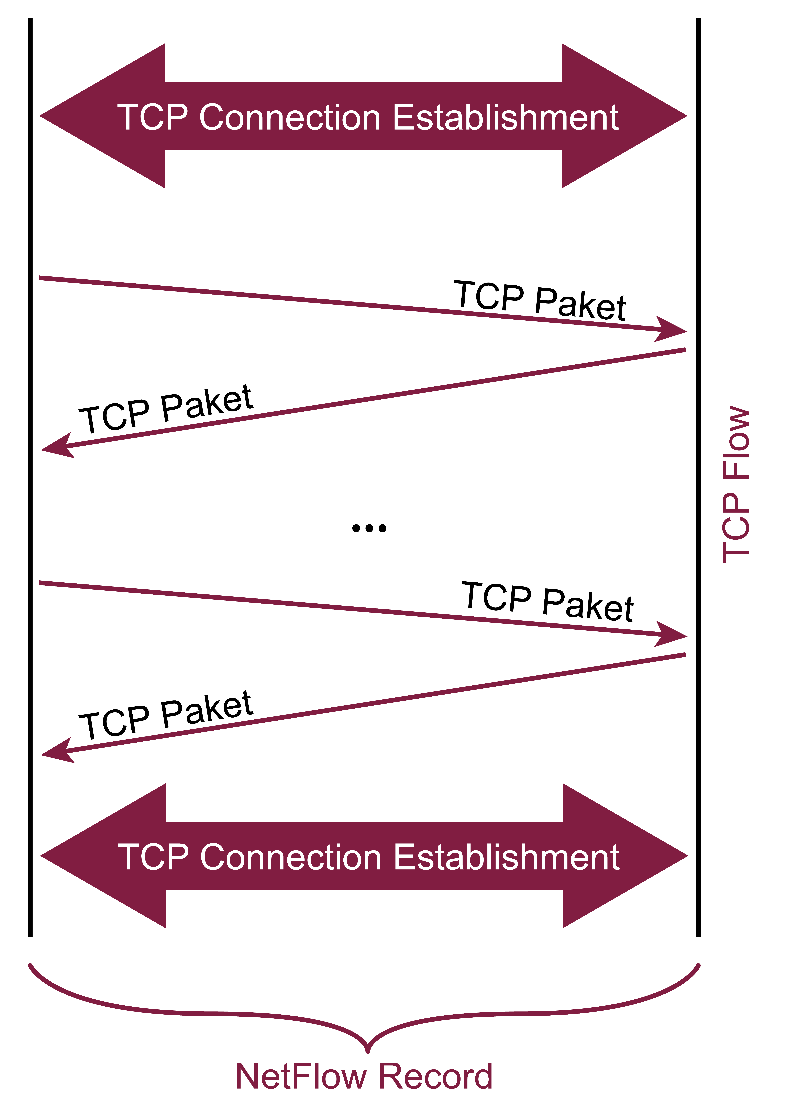 TCP Connection Establishment
TCP Paket
TCP Paket
TCP Flow
...
TCP Paket
TCP Paket
TCP Connection Establishment
NetFlow Record